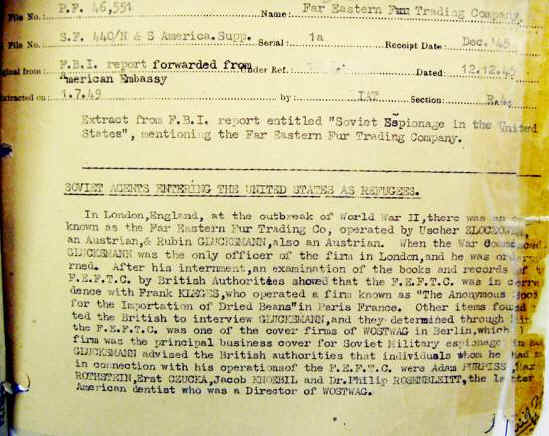 File No.: P.F. 46,551 Name: Far Eastern Fur Trading Company.
File No.: S.F. 440/N & S America.Supp. Serial: 1a Receipt Date: Dec.'45
from: F.B.I. report forwarded from American Embassy Under Ref.: Dated: 12.12.45
on: 1.7.49 by: Section:
Extract from F.B.I. report entitled "Soviet Espionage in the United
States", mentioning the Far Eastern Fur Trading Company.
SOVIET AGENTS ENTERING THE UNITED STATES AS REFUGEES.
In London,England, at the outbreak of World War II,there was an
known as the Far Eastern Fur Trading Co, operated by Uscher
an Austrian,& Rubin GLUCKSMANN,also an Austrian. When the War
GLUCKSMANN was the only officer of the firm in London,and he was
rned. After his internment,an examination of the books and records of
F.E.F.T.C. by British Authorities showed that the F.E.F.T.C. was in
dence with Frank KLEGES,who operated a firm known as "The Anonymous
for the Importation of Dried Beans" in Paris France. Other items found
ted the British to interview GLUCKSMANN,and they determined through
the F.E.F.T.C. was one of the cover firms of WOSTWAG in Berlin,which
firm was the principal business cover for Soviet Military espionage in
GLUCKSMANN advised the British authorities that individuals whom he had
in connection with his operationsof the F.E.F.T.C. were Adam
ROTHSTEIN,Erst CZUCKA,Jacob KNOEBIL and Dr.Philip ROSENBLEITT,the
American dentist who was a Director of WOSTWAG.